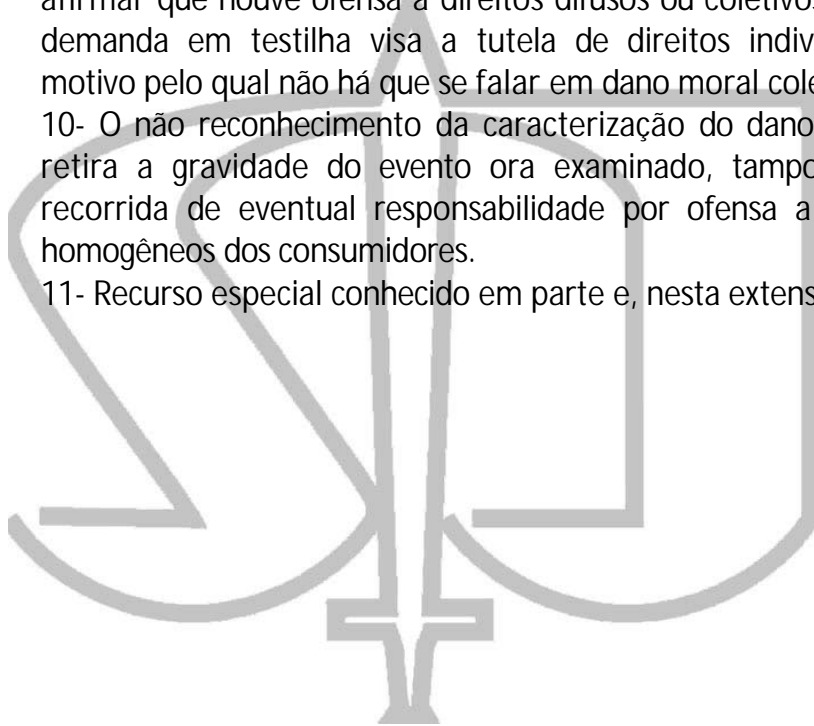 afirmar que houve ofensa a direitos difusos ou coletivos
demanda em testilha visa a tutela de direitos indiv
motivo pelo qual não há que se falar em dano moral cole
10- O não reconhecimento da caracterização do dano
retira a gravidade do evento ora examinado, tampo
recorrida de eventual responsabilidade por ofensa a
homogêneos dos consumidores.
11- Recurso especial conhecido em parte e, nesta extens